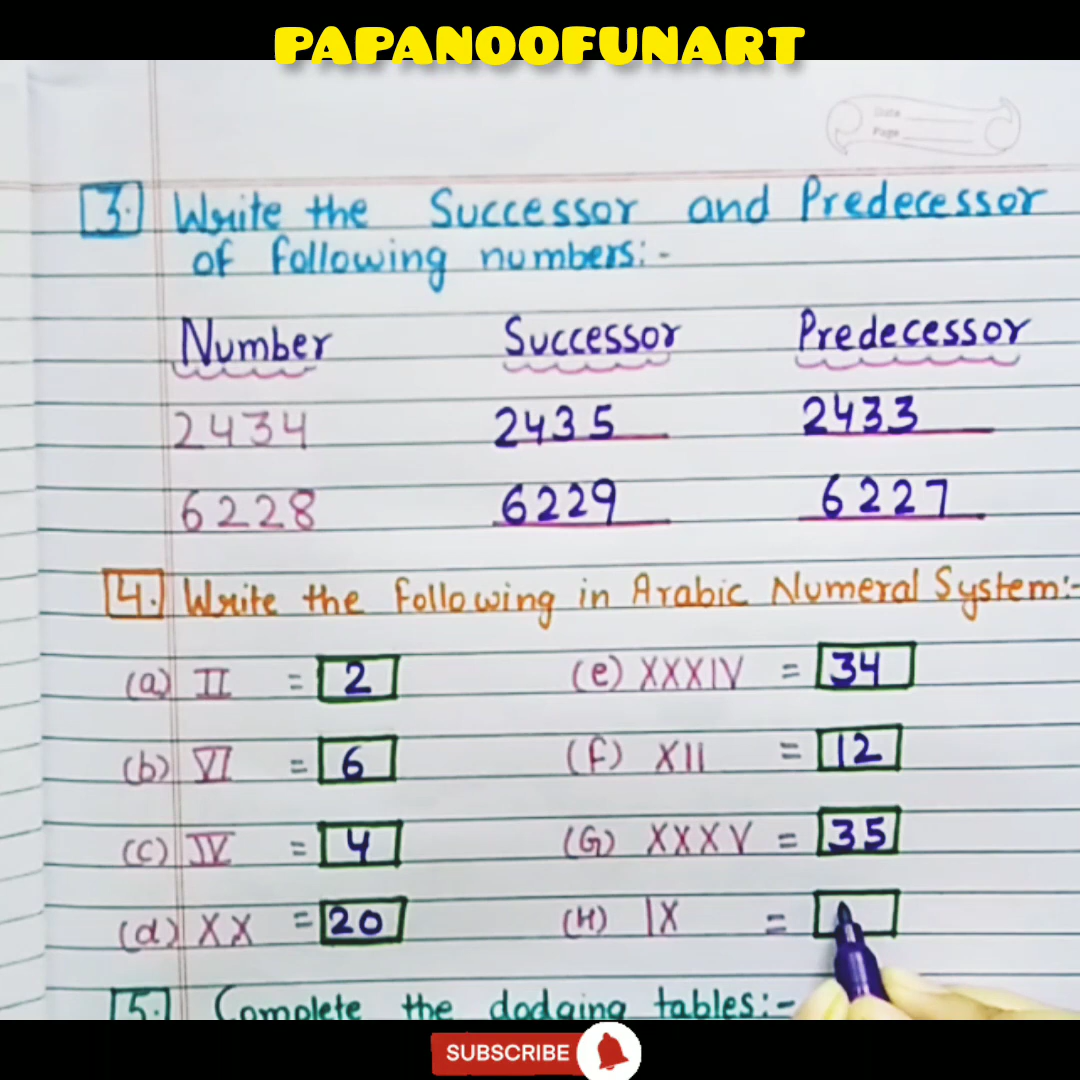 PAPANOOFUNART
Date
Page
3. Write the Successor and Predecessor
of following numbers:-
Number Successor Predecessor
2434 2435 2433
6228 6229 6227
4. Write the following in Arabic Numeral System:-
(a) II = 2 (e) XXXIV = 34
(b) VI = 6 (f) XII = 12
(c) IV = 4 (G) XXXV = 35
(d) XX = 20 (H) IX =
5. Complete the dodging tables:-
SUBSCRIBE